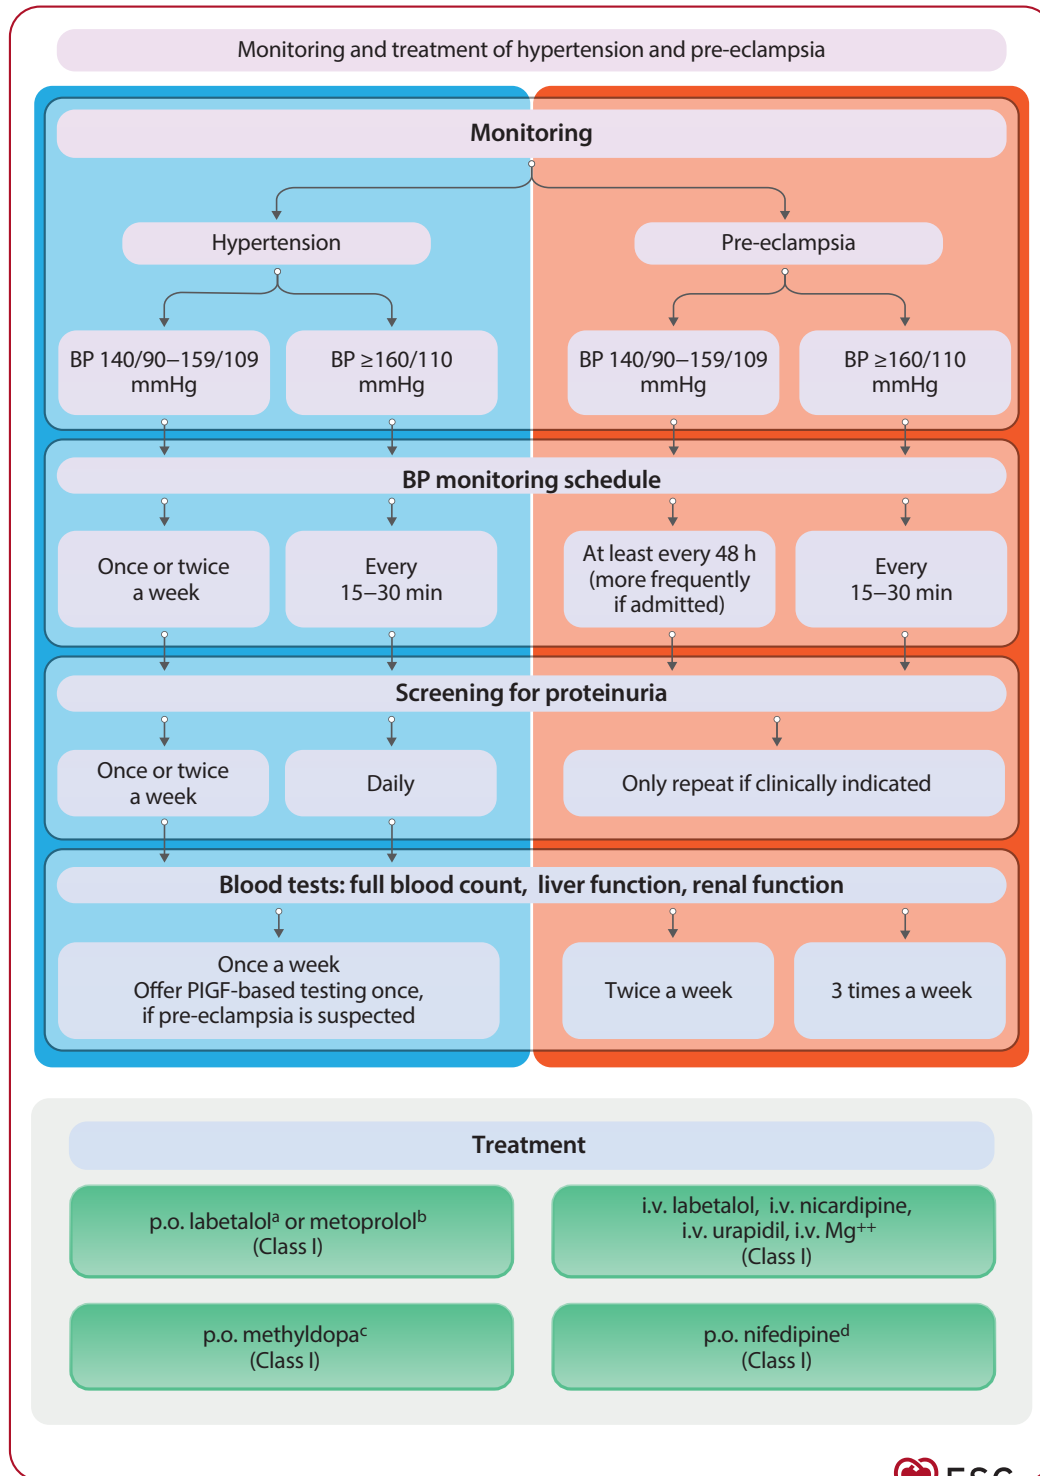 Monitoring and treatment of hypertension and pre-eclampsia
Monitoring
Hypertension
Pre-eclampsia
BP 140/90–159/109
mmHg
BP ≥160/110
mmHg
BP 140/90–159/109
mmHg
BP ≥160/110
mmHg
BP monitoring schedule
Once or twice
a week
Every
15–30 min
At least every 48 h
(more frequently
if admitted)
Every
15–30 min
Screening for proteinuria
Once or twice
a week
Daily
Only repeat if clinically indicated
Blood tests: full blood count, liver function, renal function
Once a week
Offer PIGF-based testing once,
if pre-eclampsia is suspected
Twice a week
3 times a week
Treatment
p.o. labetalolᵃ or metoprololᵇ
(Class I)
i.v. labetalol, i.v. nicardipine,
i.v. urapidil, i.v. Mg⁺⁺
(Class I)
p.o. methyldopaᶜ
(Class I)
p.o. nifedipineᵈ
(Class I)
ESC